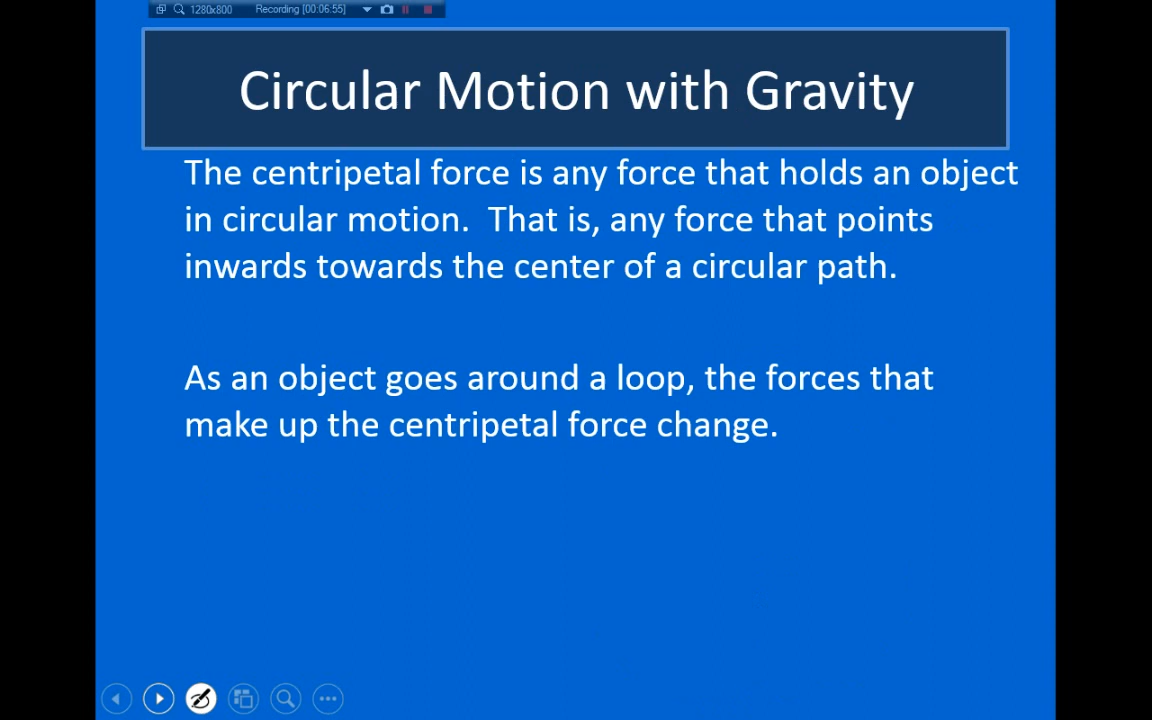 1280x800 Recording [00:06:55]
Circular Motion with Gravity
The centripetal force is any force that holds an object
in circular motion.  That is, any force that points
inwards towards the center of a circular path.
As an object goes around a loop, the forces that
make up the centripetal force change.